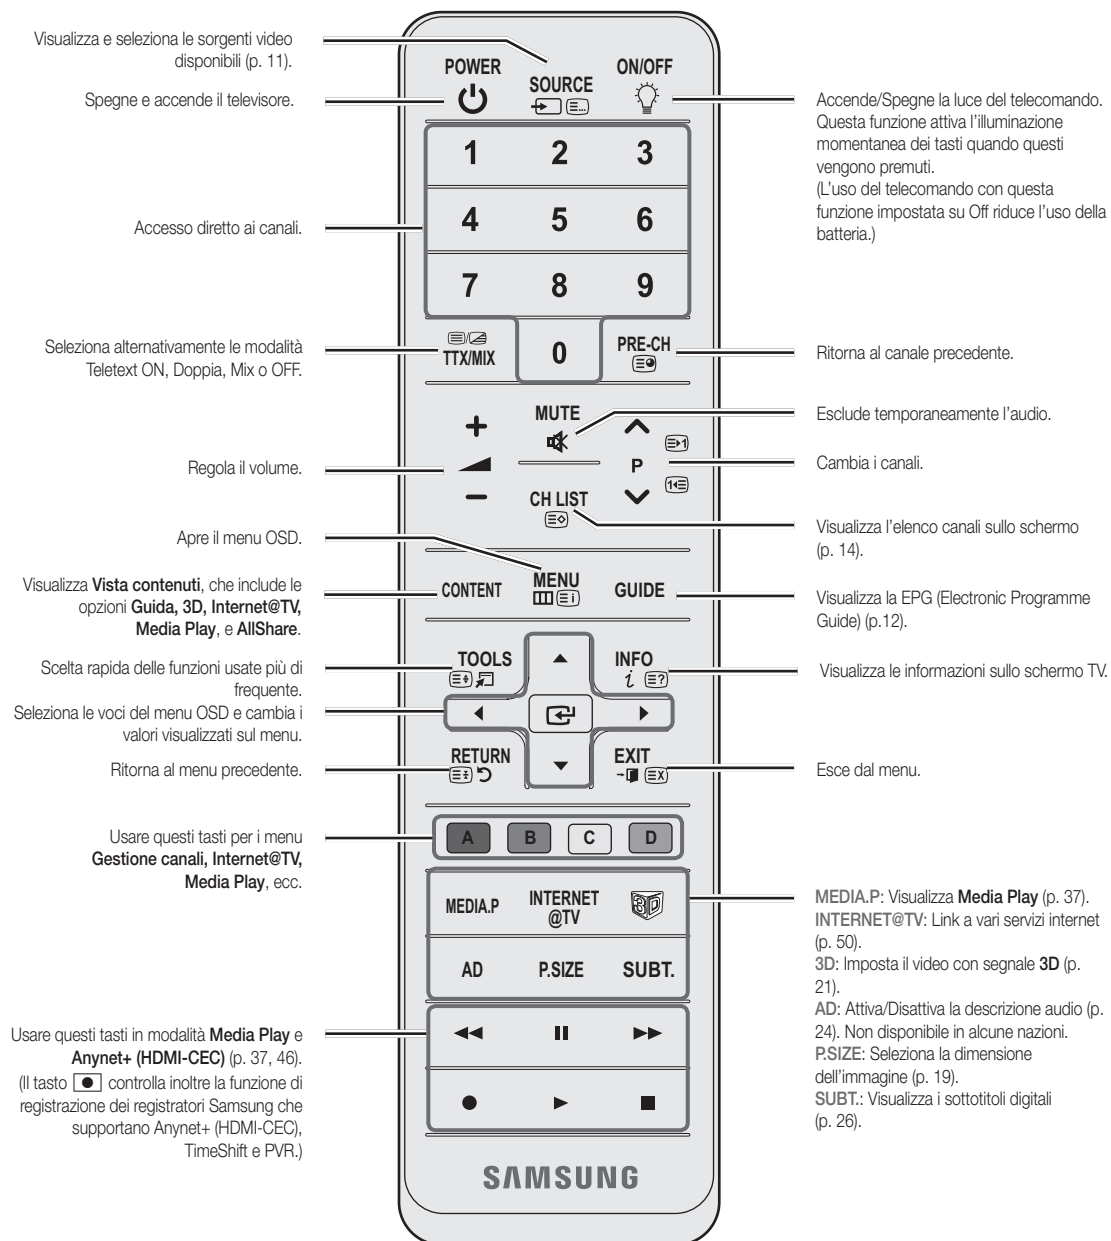 Visualizza e seleziona le sorgenti video
disponibili (p. 11).
Spegne e accende il televisore.
Accesso diretto ai canali.
Seleziona alternativamente le modalità
Teletext ON, Doppia, Mix o OFF.
Regola il volume.
Apre il menu OSD.
Visualizza Vista contenuti, che include le
opzioni Guida, 3D, Internet@TV,
Media Play, e AllShare.
Scelta rapida delle funzioni usate più di
frequente.
Seleziona le voci del menu OSD e cambia i
valori visualizzati sul menu.
Ritorna al menu precedente.
Usare questi tasti per i menu
Gestione canali, Internet@TV,
Media Play, ecc.
Usare questi tasti in modalità Media Play e
Anynet+ (HDMI-CEC) (p. 37, 46).
(Il tasto controlla inoltre la funzione di
registrazione dei registratori Samsung che
supportano Anynet+ (HDMI-CEC),
TimeShift e PVR.)
POWER
SOURCE
ON/OFF
1 2 3
4 5 6
7 8 9
TTX/MIX
0
PRE-CH
MUTE
P
CH LIST
CONTENT
MENU
GUIDE
TOOLS
INFO
RETURN
EXIT
A B C D
MEDIA.P
INTERNET
@TV
3D
AD
P.SIZE
SUBT.
SAMSUNG
Accende/Spegne la luce del telecomando.
Questa funzione attiva l'illuminazione
momentanea dei tasti quando questi
vengono premuti.
(L'uso del telecomando con questa
funzione impostata su Off riduce l'uso della
batteria.)
Ritorna al canale precedente.
Esclude temporaneamente l'audio.
Cambia i canali.
Visualizza l'elenco canali sullo schermo
(p. 14).
Visualizza la EPG (Electronic Programme
Guide) (p.12).
Visualizza le informazioni sullo schermo TV.
Esce dal menu.
MEDIA.P: Visualizza Media Play (p. 37).
INTERNET@TV: Link a vari servizi internet
(p. 50).
3D: Imposta il video con segnale 3D (p.
21).
AD: Attiva/Disattiva la descrizione audio (p.
24). Non disponibile in alcune nazioni.
P.SIZE: Seleziona la dimensione
dell'immagine (p. 19).
SUBT.: Visualizza i sottotitoli digitali
(p. 26).